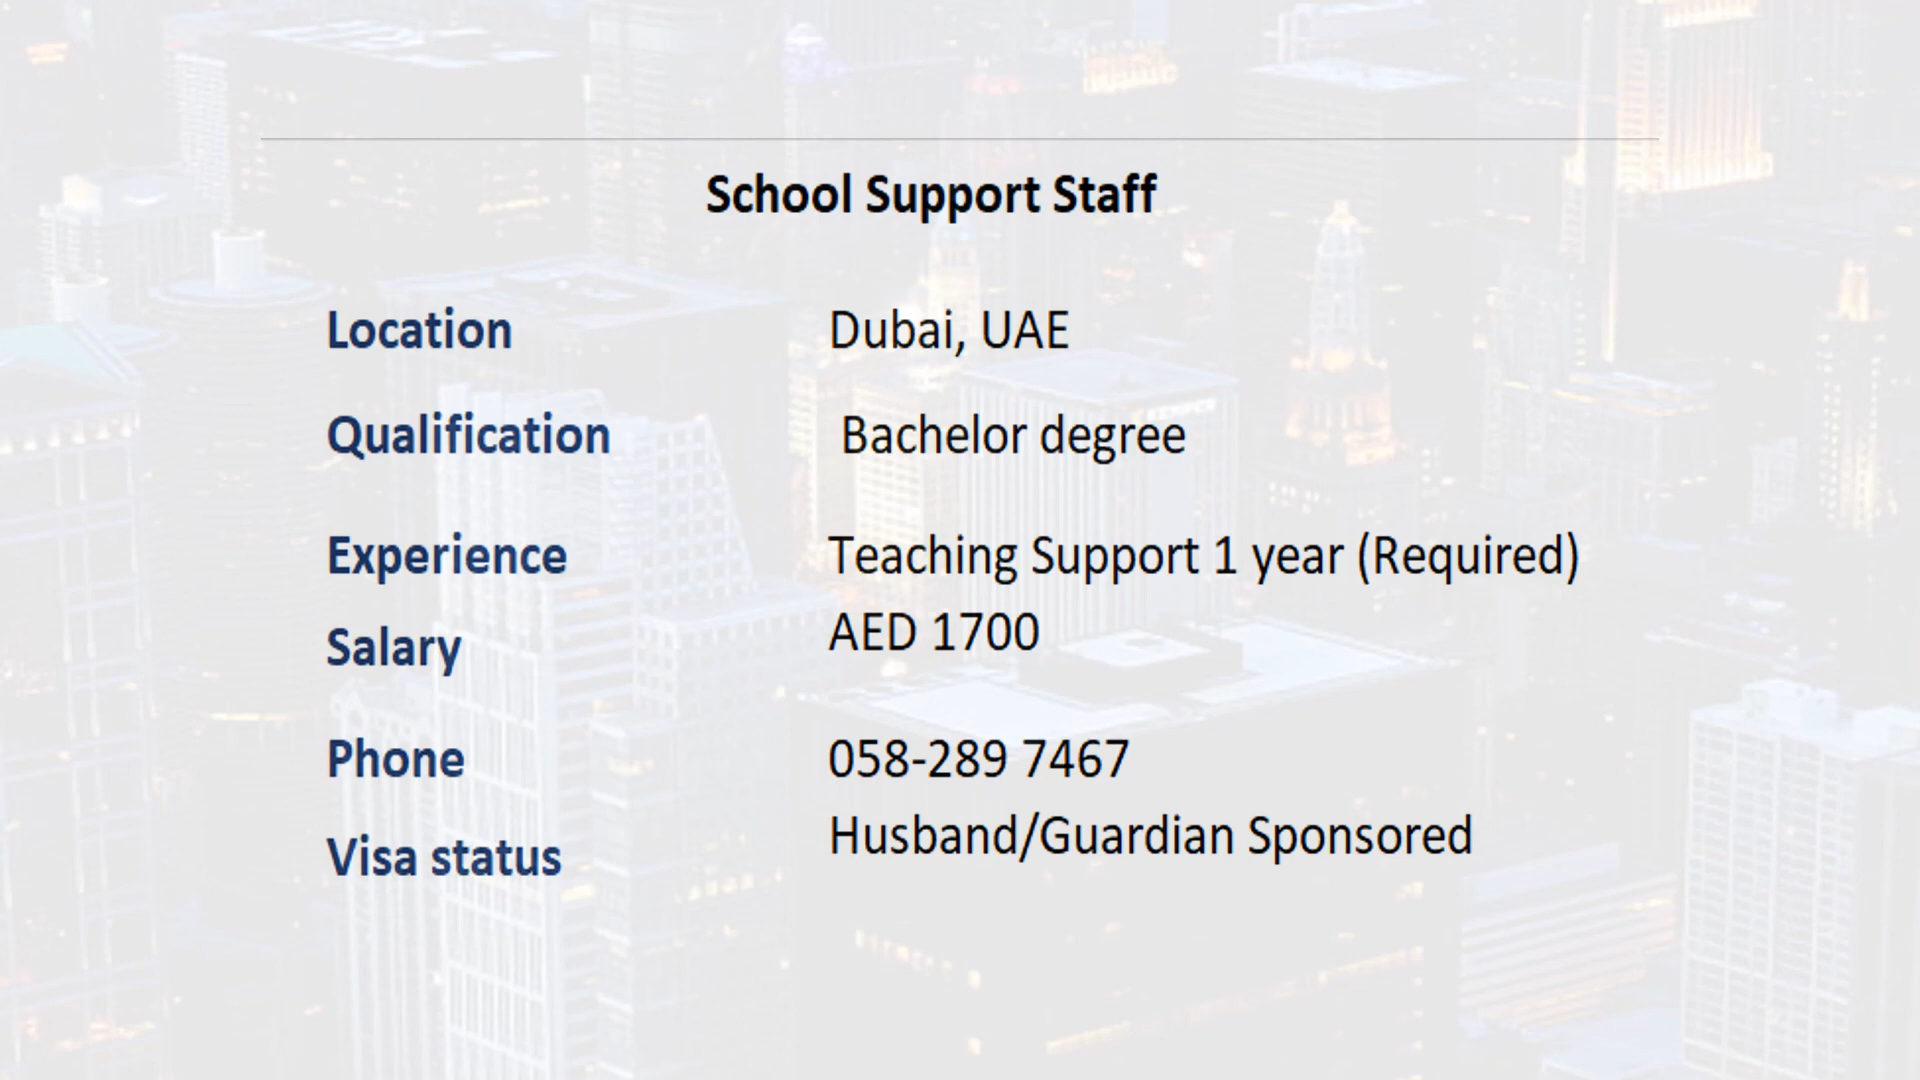 School Support Staff
Location Dubai, UAE
Qualification Bachelor degree
Experience Teaching Support 1 year (Required)
Salary AED 1700
Phone 058-289 7467
Visa status Husband/Guardian Sponsored